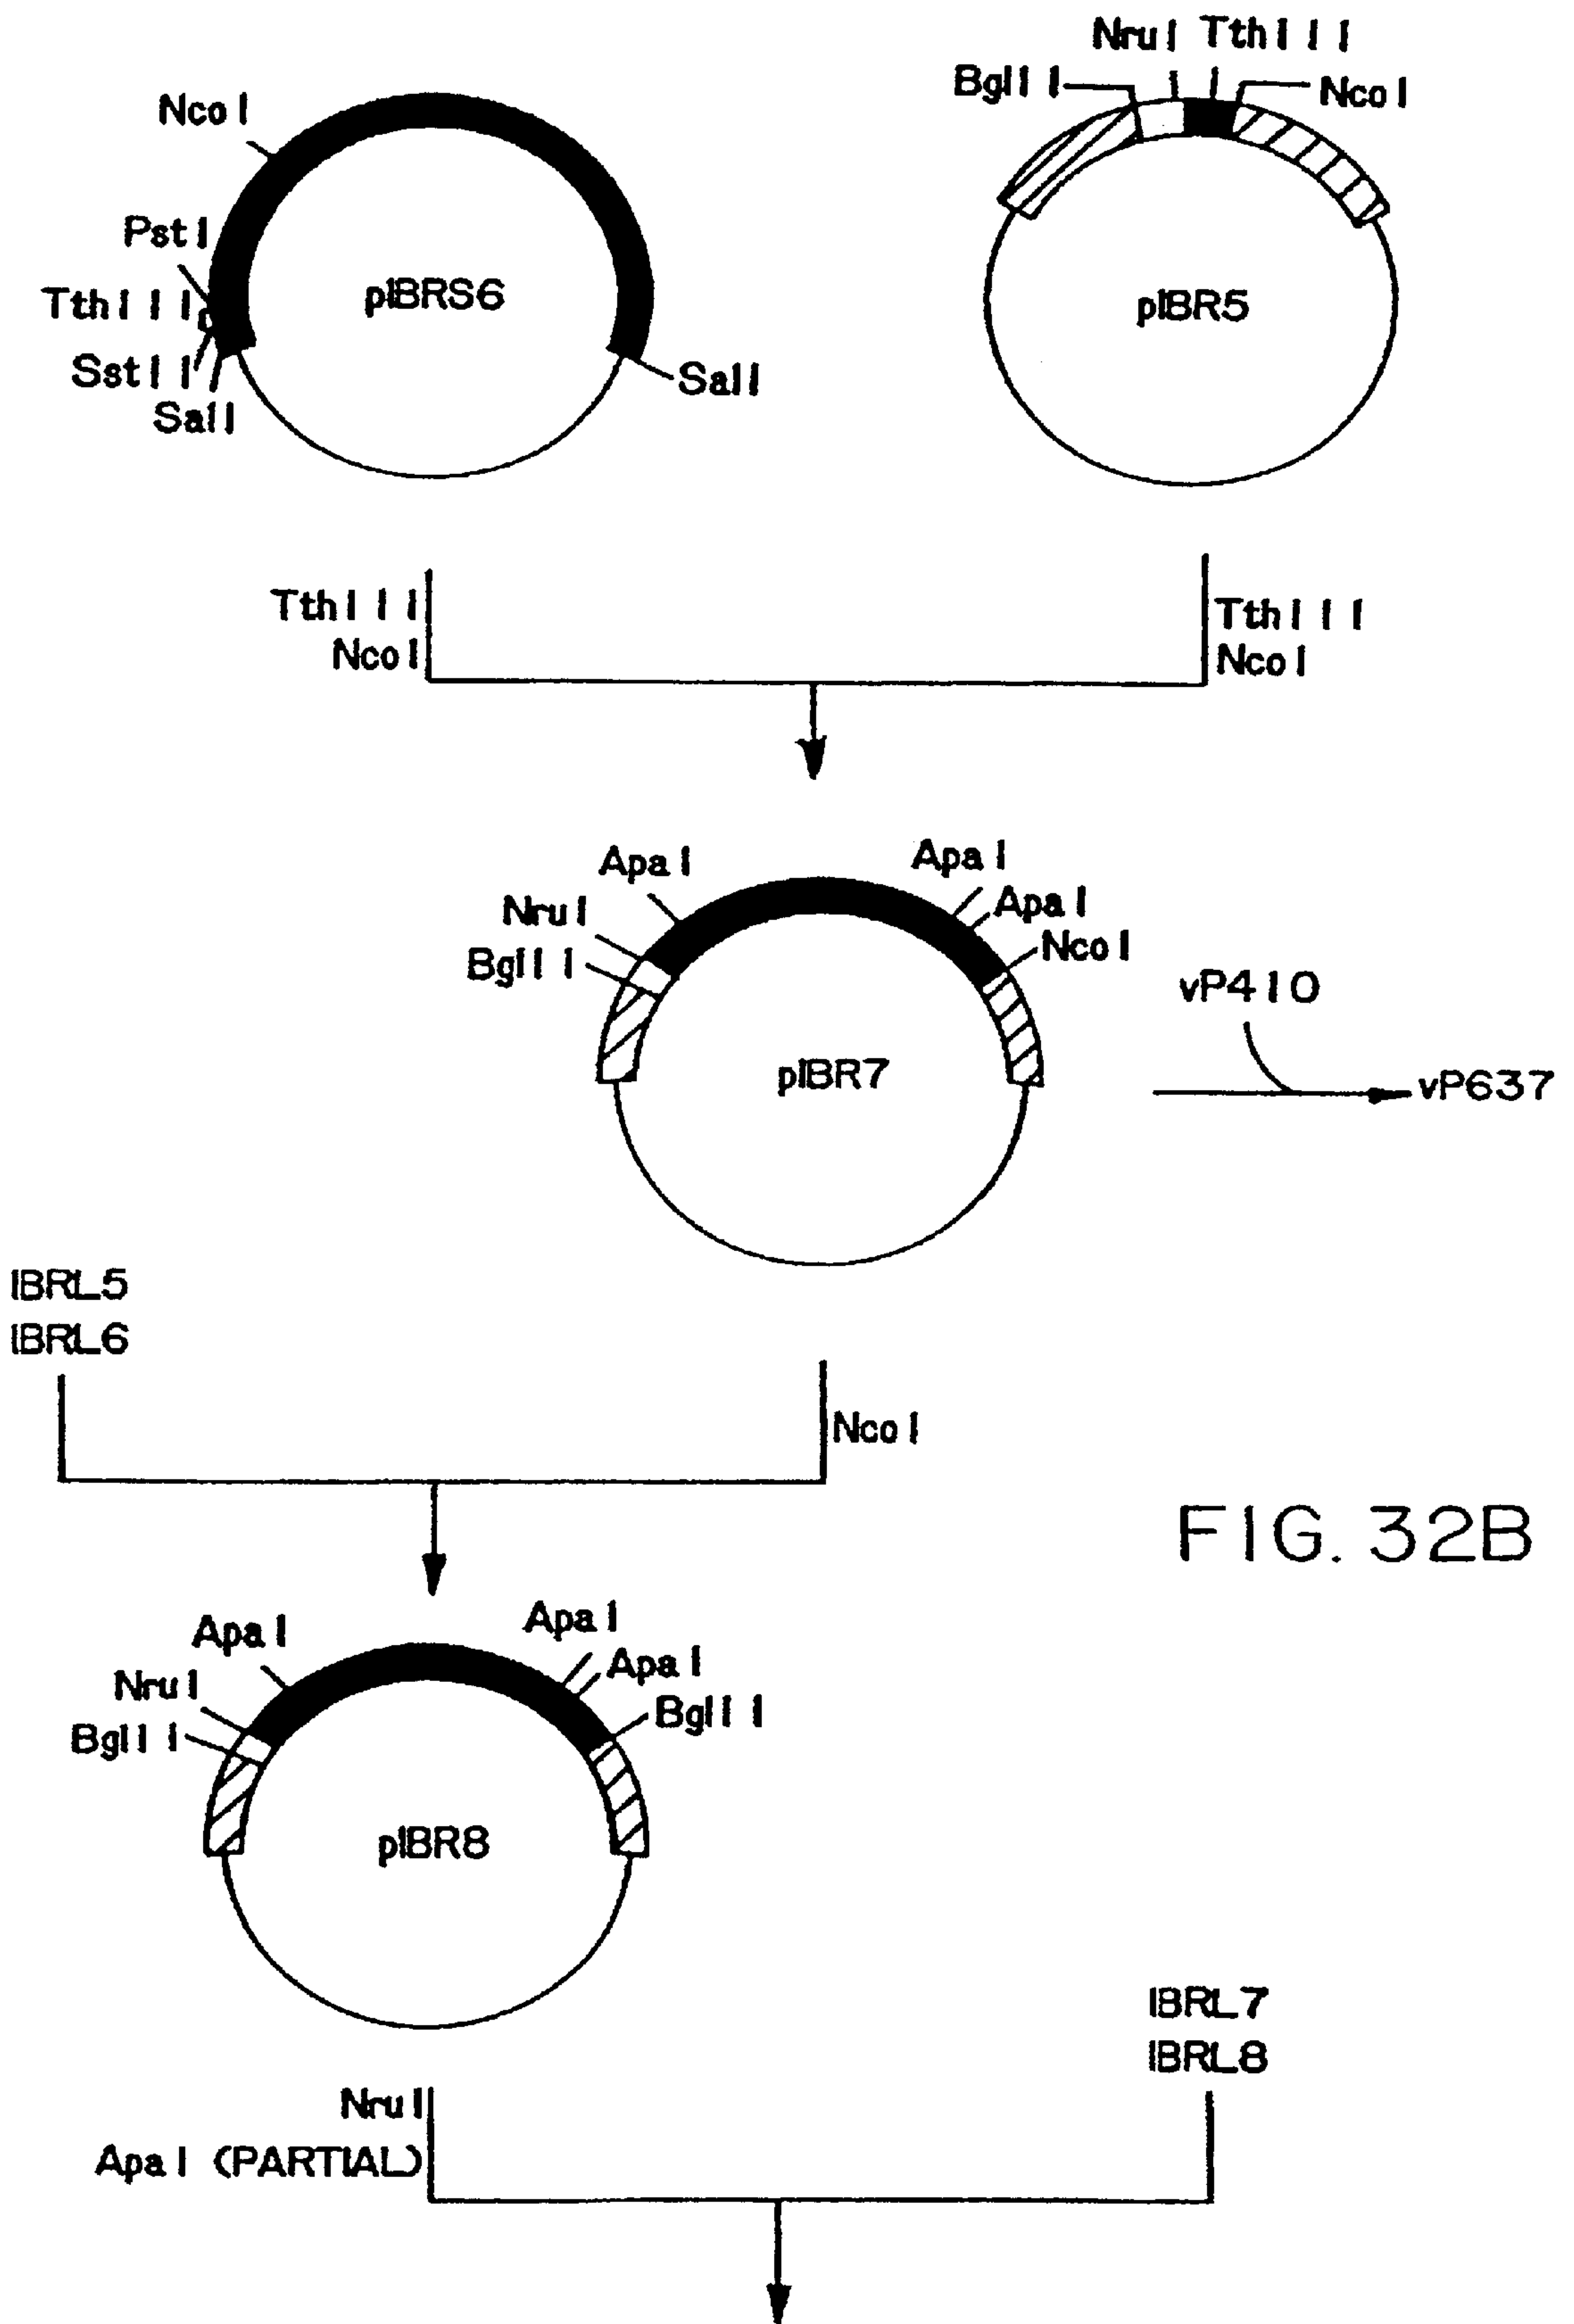 NcoI
PstI
TthIII
SstII
SalI
SalI
pIBRS6
NruI TthIII
BglII
NcoI
pIBR5
TthIII
NcoI
TthIII
NcoI
ApaI
ApaI
NruI
ApaI
BglII
NcoI
pIBR7
vP410
vP637
IBRL5
IBRL6
NcoI
FIG. 32B
ApaI
ApaI
NruI
ApaI
BglII
BglII
pIBR8
IBRL7
IBRL8
NruI
ApaI (PARTIAL)